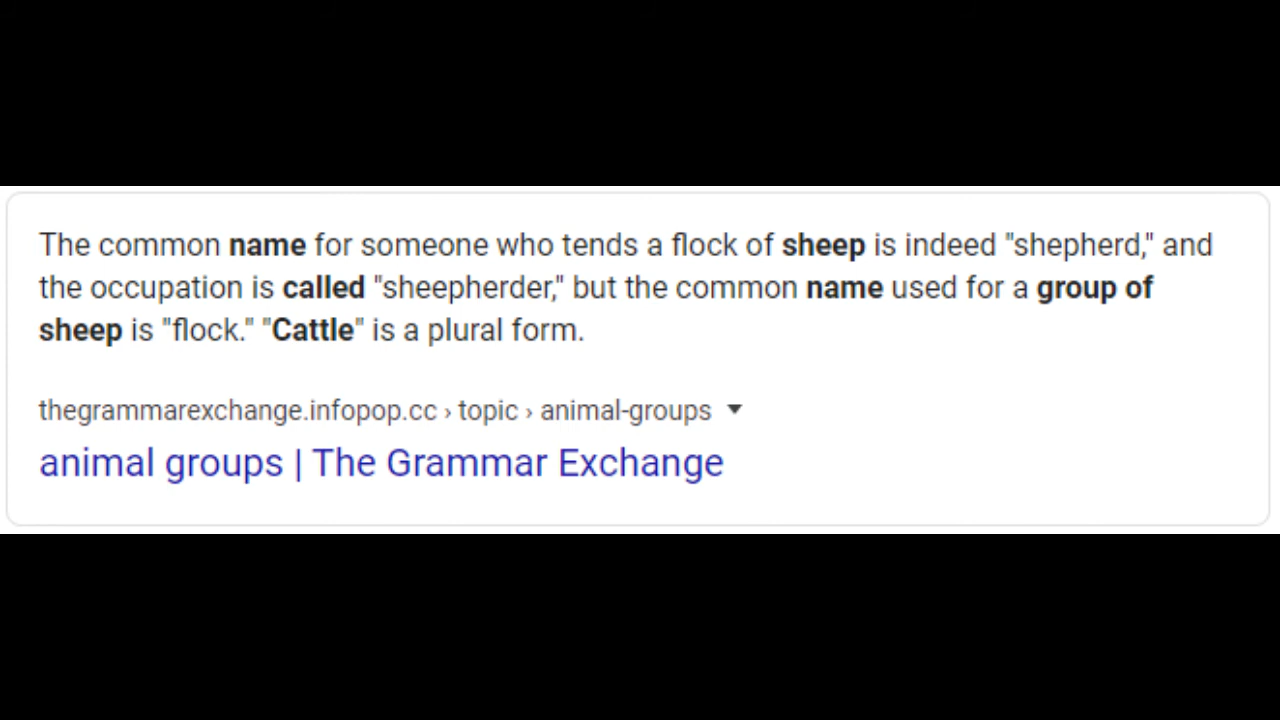 The common name for someone who tends a flock of sheep is indeed "shepherd," and
the occupation is called "sheepherder," but the common name used for a group of
sheep is "flock." "Cattle" is a plural form.
thegrammarexchange.infopop.cc › topic › animal-groups
animal groups | The Grammar Exchange